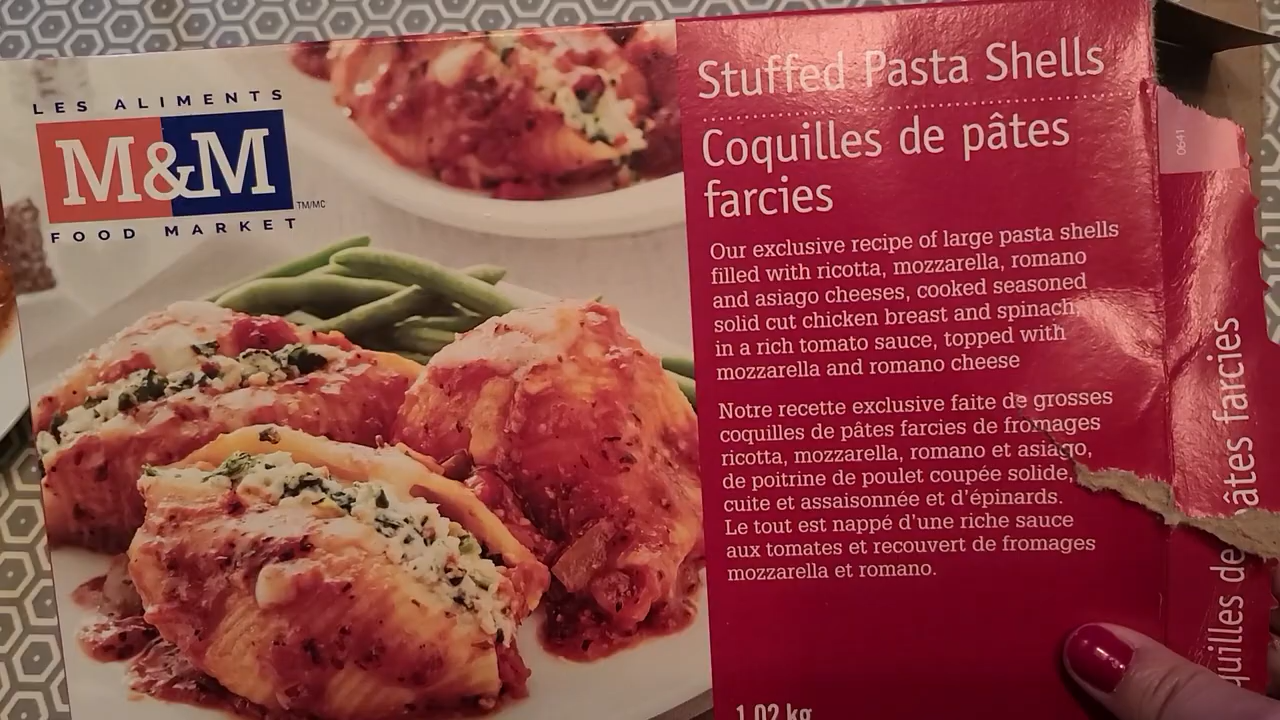 LES ALIMENTS
M&M
TM/MC
FOOD MARKET
Stuffed Pasta Shells
Coquilles de pâtes
farcies
Our exclusive recipe of large pasta shells
filled with ricotta, mozzarella, romano
and asiago cheeses, cooked seasoned
solid cut chicken breast and spinach,
in a rich tomato sauce, topped with
mozzarella and romano cheese
Notre recette exclusive faite de grosses
coquilles de pâtes farcies de fromages
ricotta, mozzarella, romano et asiago,
de poitrine de poulet coupée solide,
cuite et assaisonnée et d'épinards.
Le tout est nappé d'une riche sauce
aux tomates et recouvert de fromages
mozzarella et romano.
1.02 kg
0641
âtes farcies
quilles de